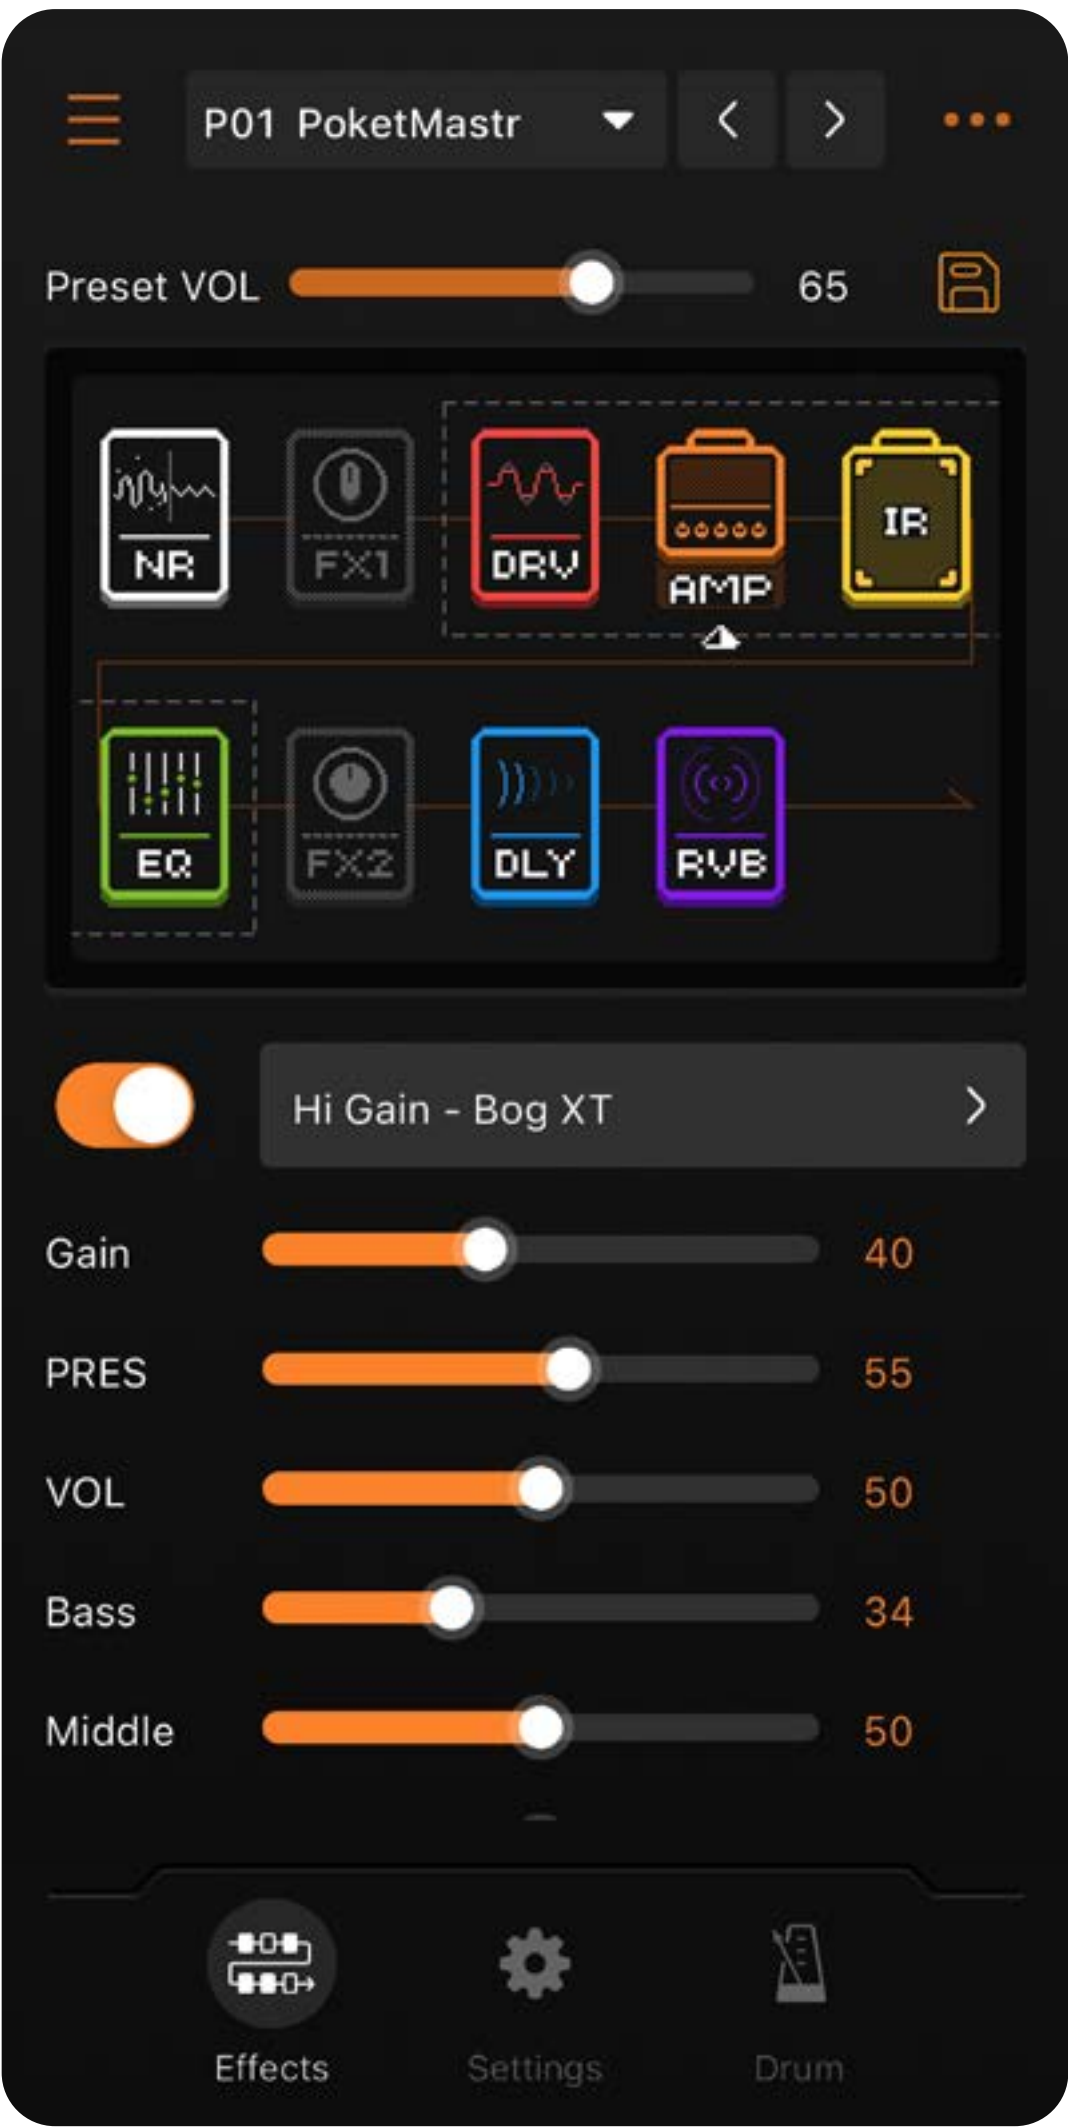 P01 PoketMastr
Preset VOL 65
NR FX1 DRV AMP IR
EQ FX2 DLY RVB
Hi Gain - Bog XT
Gain 40
PRES 55
VOL 50
Bass 34
Middle 50
Effects Settings Drum